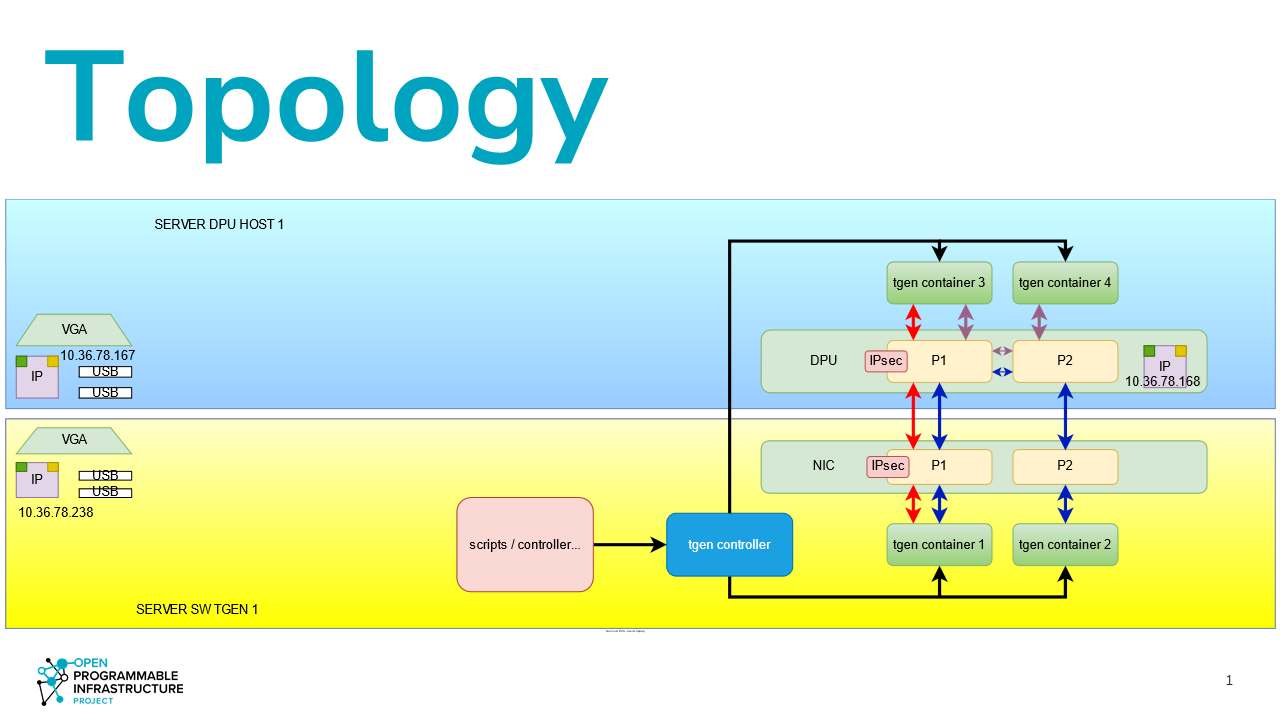 Topology
SERVER DPU HOST 1
tgen container 3
tgen container 4
VGA
10.36.78.167
IP
USB
USB
DPU
IPsec
P1
P2
IP
10.36.78.168
VGA
IP
USB
USB
10.36.78.238
NIC
IPsec
P1
P2
scripts / controller...
tgen controller
tgen container 1
tgen container 2
SERVER SW TGEN 1
OPEN
PROGRAMMABLE
INFRASTRUCTURE
PROJECT
1